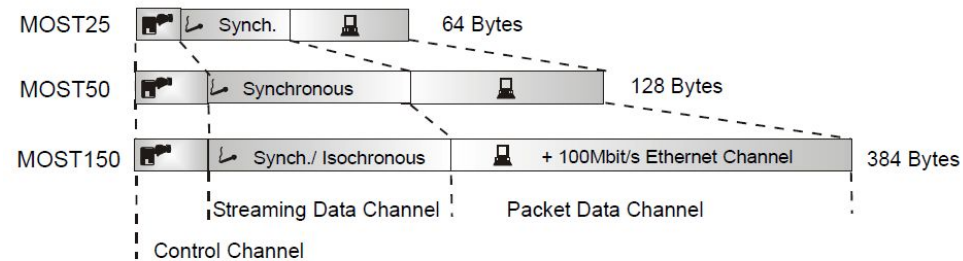 MOST25 Synch. 64 Bytes
MOST50 Synchronous 128 Bytes
MOST150 Synch./ Isochronous + 100Mbit/s Ethernet Channel 384 Bytes
Streaming Data Channel Packet Data Channel
Control Channel